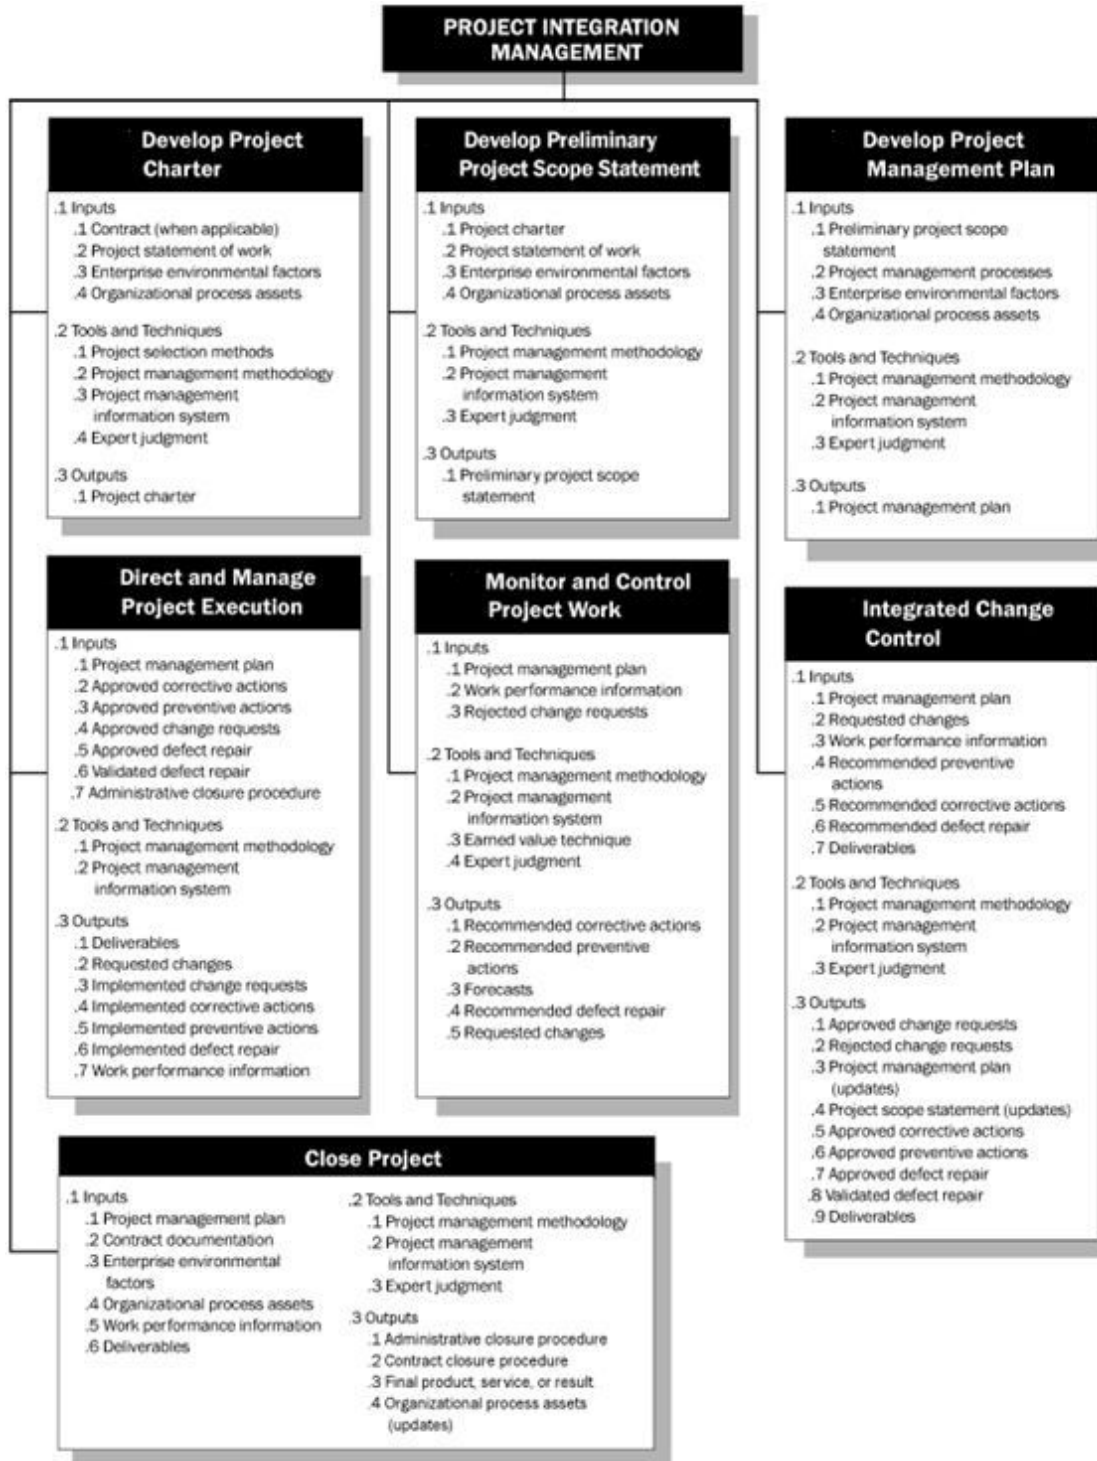 PROJECT INTEGRATION
MANAGEMENT
Develop Project
Charter
.1 Inputs
.1 Contract (when applicable)
.2 Project statement of work
.3 Enterprise environmental factors
.4 Organizational process assets
.2 Tools and Techniques
.1 Project selection methods
.2 Project management methodology
.3 Project management
information system
.4 Expert judgment
.3 Outputs
.1 Project charter
Develop Preliminary
Project Scope Statement
.1 Inputs
.1 Project charter
.2 Project statement of work
.3 Enterprise environmental factors
.4 Organizational process assets
.2 Tools and Techniques
.1 Project management methodology
.2 Project management
information system
.3 Expert judgment
.3 Outputs
.1 Preliminary project scope
statement
Develop Project
Management Plan
.1 Inputs
.1 Preliminary project scope
statement
.2 Project management processes
.3 Enterprise environmental factors
.4 Organizational process assets
.2 Tools and Techniques
.1 Project management methodology
.2 Project management
information system
.3 Expert judgment
.3 Outputs
.1 Project management plan
Direct and Manage
Project Execution
.1 Inputs
.1 Project management plan
.2 Approved corrective actions
.3 Approved preventive actions
.4 Approved change requests
.5 Approved defect repair
.6 Validated defect repair
.7 Administrative closure procedure
.2 Tools and Techniques
.1 Project management methodology
.2 Project management
information system
.3 Outputs
.1 Deliverables
.2 Requested changes
.3 Implemented change requests
.4 Implemented corrective actions
.5 Implemented preventive actions
.6 Implemented defect repair
.7 Work performance information
Monitor and Control
Project Work
.1 Inputs
.1 Project management plan
.2 Work performance information
.3 Rejected change requests
.2 Tools and Techniques
.1 Project management methodology
.2 Project management
information system
.3 Earned value technique
.4 Expert judgment
.3 Outputs
.1 Recommended corrective actions
.2 Recommended preventive
actions
.3 Forecasts
.4 Recommended defect repair
.5 Requested changes
Integrated Change
Control
.1 Inputs
.1 Project management plan
.2 Requested changes
.3 Work performance information
.4 Recommended preventive
actions
.5 Recommended corrective actions
.6 Recommended defect repair
.7 Deliverables
.2 Tools and Techniques
.1 Project management methodology
.2 Project management
information system
.3 Expert judgment
.3 Outputs
.1 Approved change requests
.2 Rejected change requests
.3 Project management plan
(updates)
.4 Project scope statement (updates)
.5 Approved corrective actions
.6 Approved preventive actions
.7 Approved defect repair
.8 Validated defect repair
.9 Deliverables
Close Project
.1 Inputs
.1 Project management plan
.2 Contract documentation
.3 Enterprise environmental
factors
.4 Organizational process assets
.5 Work performance information
.6 Deliverables
.2 Tools and Techniques
.1 Project management methodology
.2 Project management
information system
.3 Expert judgment
.3 Outputs
.1 Administrative closure procedure
.2 Contract closure procedure
.3 Final product, service, or result
.4 Organizational process assets
(updates)